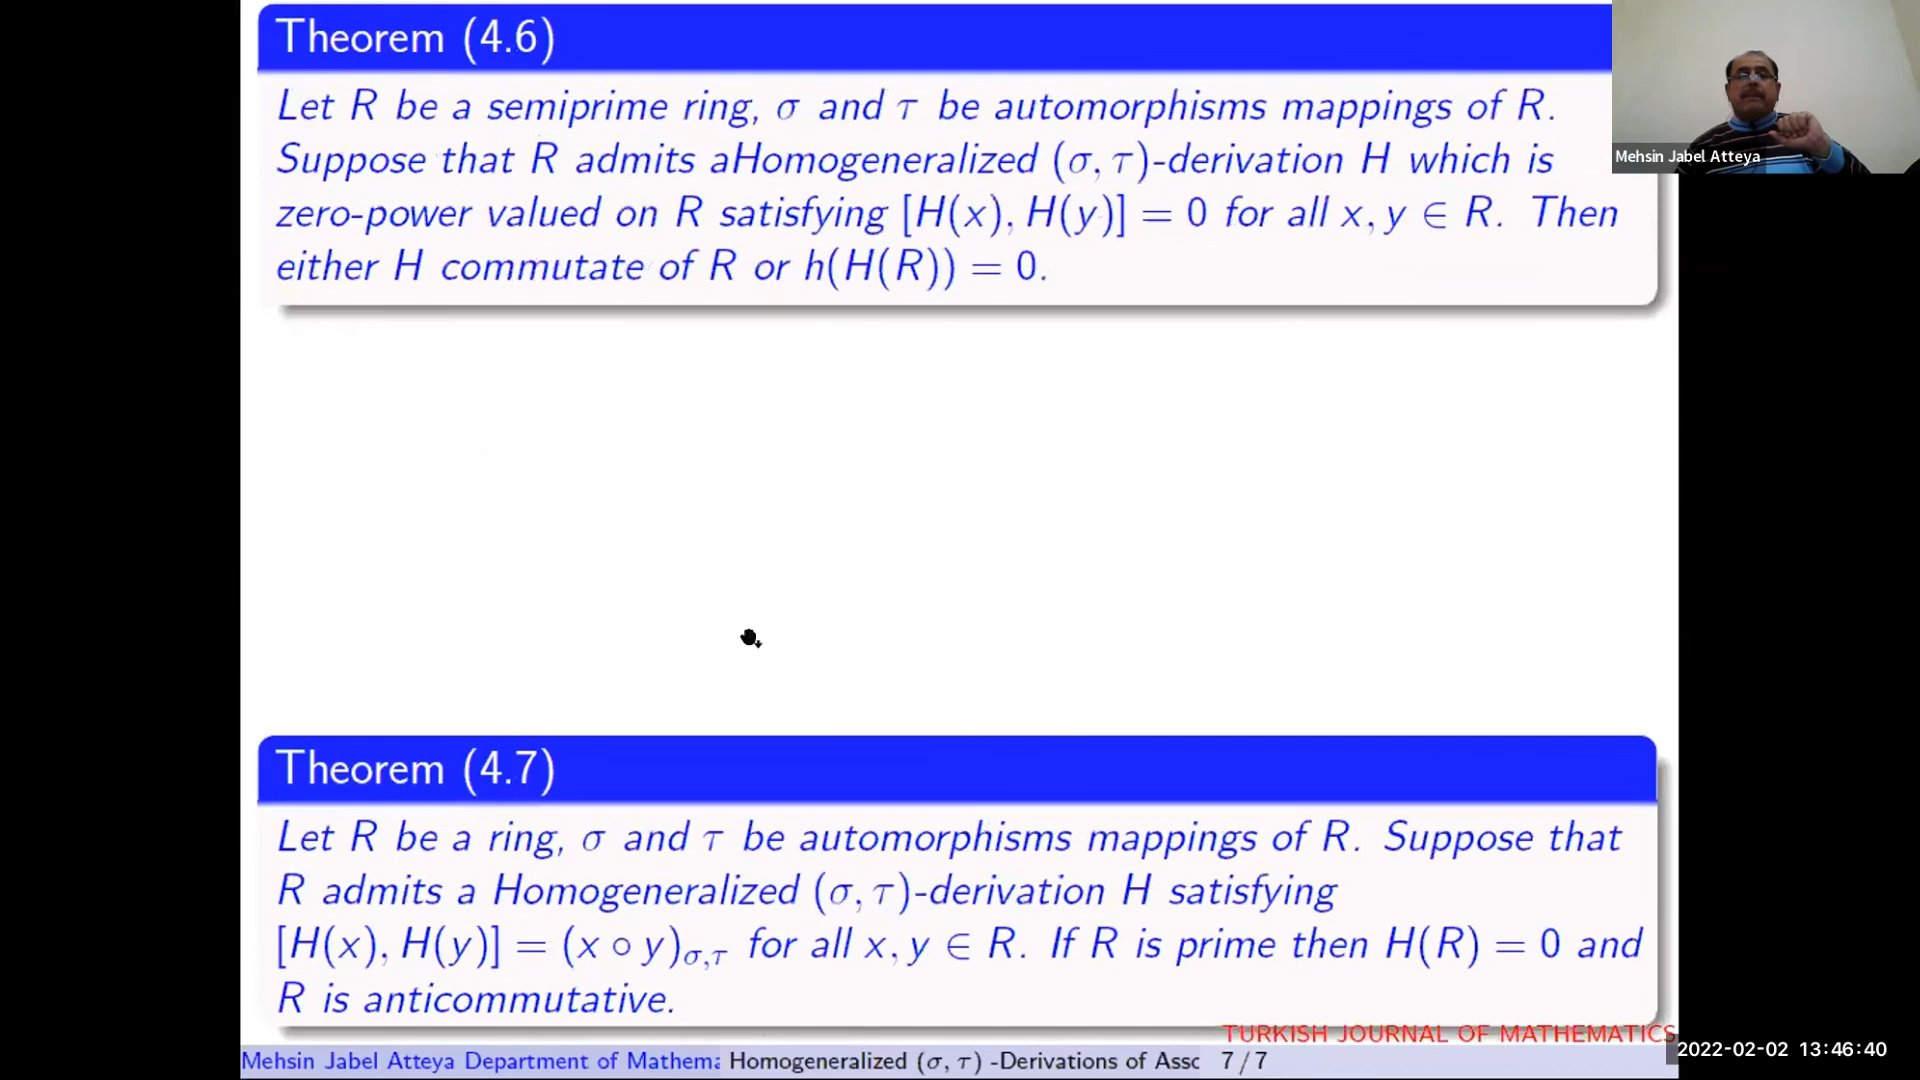 Theorem (4.6)
Let R be a semiprime ring, σ and τ be automorphisms mappings of R.
Suppose that R admits aHomogeneralized (σ, τ)-derivation H which is
zero-power valued on R satisfying [H(x), H(y)] = 0 for all x, y ∈ R. Then
either H commutate of R or h(H(R)) = 0.
Mehsin Jabel Atteya
Theorem (4.7)
Let R be a ring, σ and τ be automorphisms mappings of R. Suppose that
R admits a Homogeneralized (σ, τ)-derivation H satisfying
[H(x), H(y)] = (x ∘ y)σ,τ for all x, y ∈ R. If R is prime then H(R) = 0 and
R is anticommutative.
TURKISH JOURNAL OF MATHEMATICS
Mehsin Jabel Atteya Department of Mathema Homogeneralized (σ, τ) -Derivations of Assc 7 / 7
2022-02-02 13:46:40